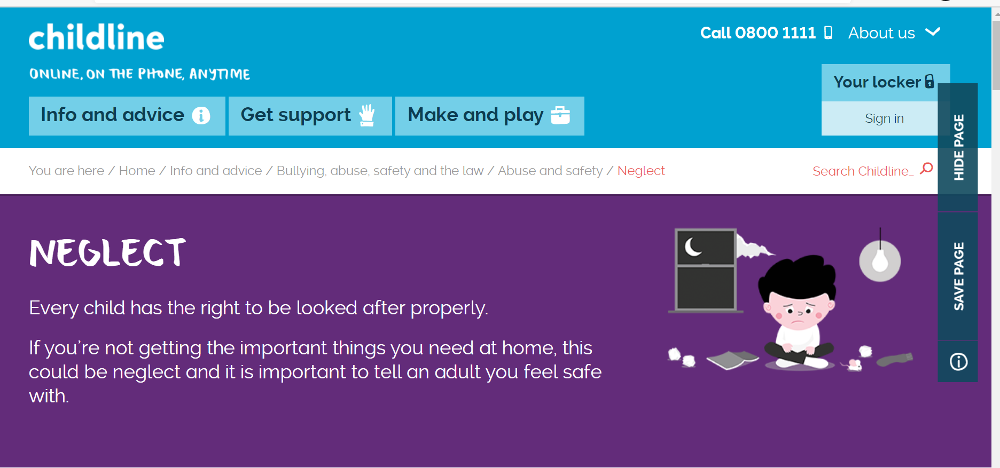 childline
ONLINE, ON THE PHONE, ANYTIME
Call 0800 1111
About us
Your locker
Sign in
Info and advice
Get support
Make and play
You are here / Home / Info and advice / Bullying, abuse, safety and the law / Abuse and safety / Neglect
Search Childline_
HIDE PAGE
SAVE PAGE
NEGLECT
Every child has the right to be looked after properly.
If you’re not getting the important things you need at home, this
could be neglect and it is important to tell an adult you feel safe
with.